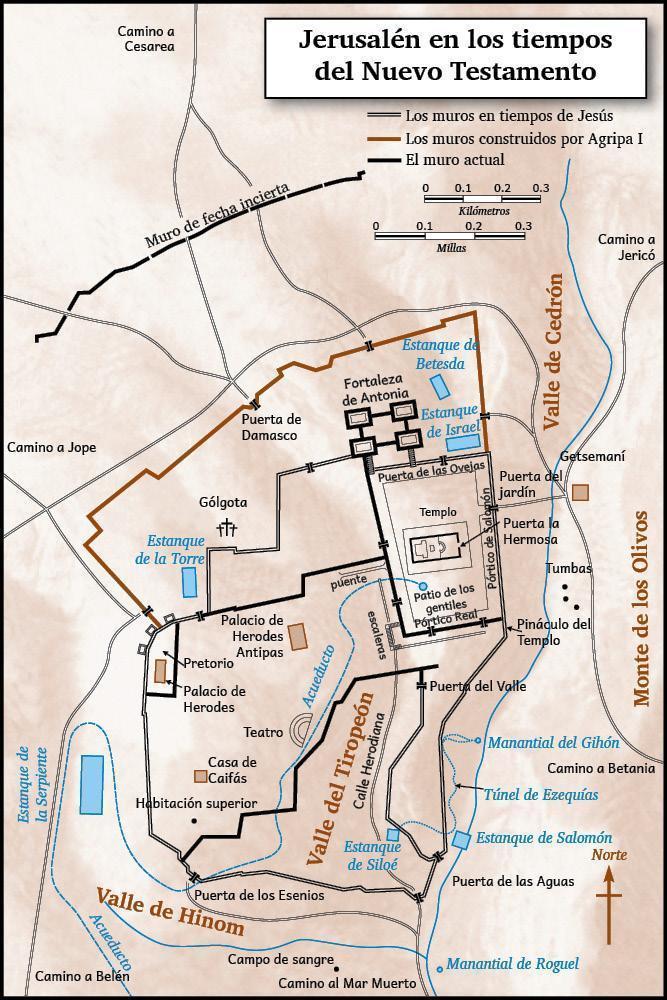 Camino a
Cesarea
Jerusalén en los tiempos
del Nuevo Testamento
Los muros en tiempos de Jesús
Los muros construidos por Agripa I
El muro actual
0 0.1 0.2 0.3
Kilómetros
0 0.1 0.2 0.3
Millas
Muro de fecha incierta
Camino a
Jericó
Valle de Cedrón
Estanque de
Betesda
Fortaleza
de Antonia
Estanque
de Israel
Puerta de
Damasco
Camino a Jope
Getsemaní
Puerta de las Ovejas
Puerta del
jardín
Gólgota
Templo
Puerta la
Hermosa
Pórtico de Salomón
Estanque
de la Torre
Tumbas
Monte de los Olivos
puente
Patio de los
gentiles
Pórtico Real
escaleras
Palacio de
Herodes
Antipas
Pináculo del
Templo
Pretorio
Acueducto
Palacio de
Herodes
Puerta del Valle
Teatro
Valle del Tiropeón
Calle Herodiana
Manantial del Gihón
Estanque de
la Serpiente
Casa de
Caifás
Camino a Betania
Túnel de Ezequías
Habitación superior
Estanque
de Siloé
Estanque de Salomón
Norte
Puerta de los Esenios
Puerta de las Aguas
Valle de Hinom
Acueducto
Campo de sangre
Manantial de Roguel
Camino a Belén
Camino al Mar Muerto